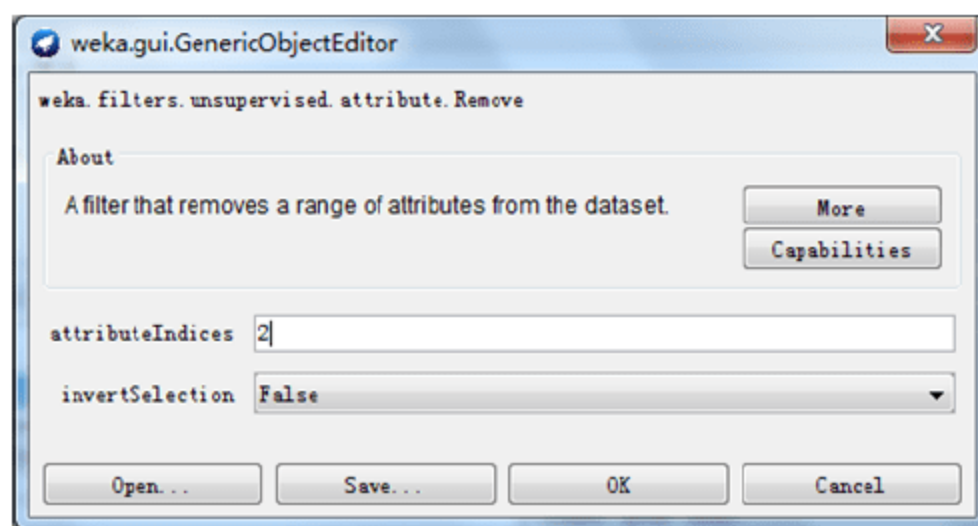 weka.gui.GenericObjectEditor
weka.filters.unsupervised.attribute.Remove
About
A filter that removes a range of attributes from the dataset.
More
Capabilities
attributeIndices 2
invertSelection False
Open... Save... OK Cancel